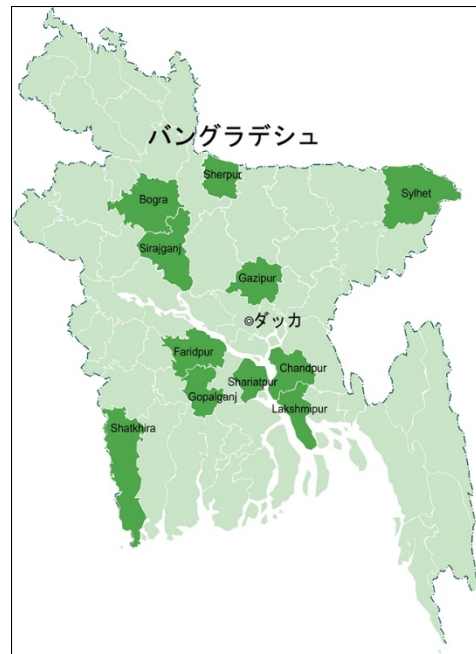 バングラデシュ
Sherpur
Sylhet
Bogra
Sirajganj
Gazipur
◎ダッカ
Faridpur
Chandpur
Shariatpur
Gopalganj
Lakshmipur
Shatkhira